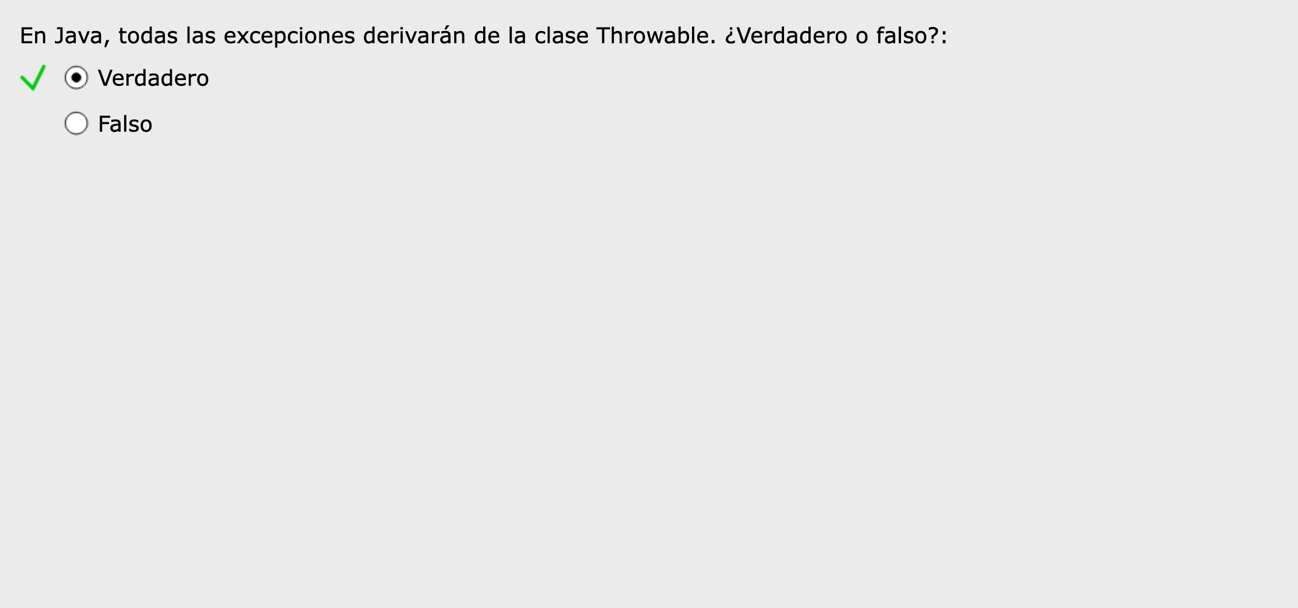 En Java, todas las excepciones derivarán de la clase Throwable. ¿Verdadero o falso?:
Verdadero
Falso